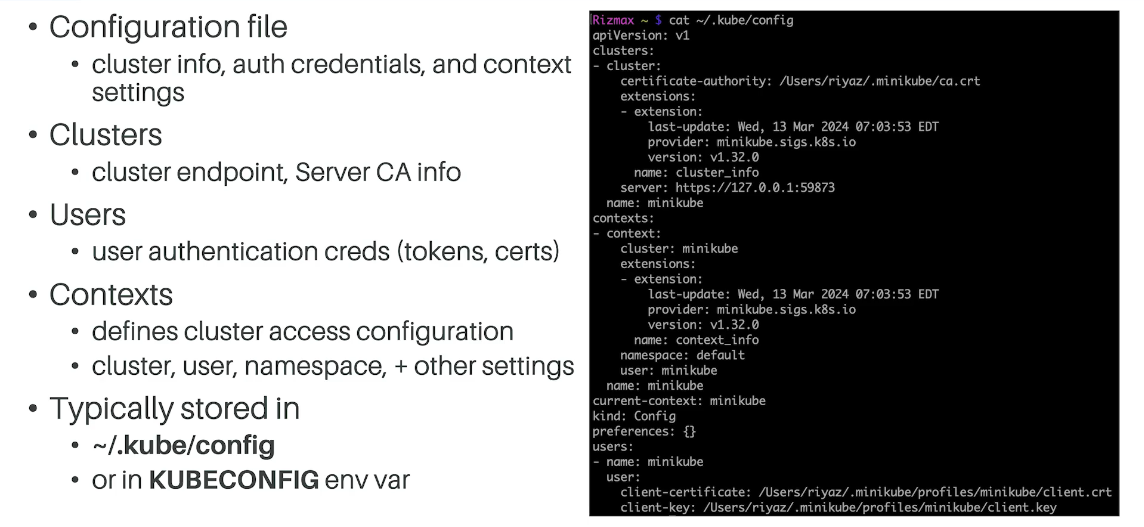 • Configuration file
• cluster info, auth credentials, and context
settings
• Clusters
• cluster endpoint, Server CA info
• Users
• user authentication creds (tokens, certs)
• Contexts
• defines cluster access configuration
• cluster, user, namespace, + other settings
• Typically stored in
• ~/.kube/config
• or in KUBECONFIG env var
Rizmax ~ $ cat ~/.kube/config
apiVersion: v1
clusters:
- cluster:
    certificate-authority: /Users/riyaz/.minikube/ca.crt
    extensions:
    - extension:
        last-update: Wed, 13 Mar 2024 07:03:53 EDT
        provider: minikube.sigs.k8s.io
        version: v1.32.0
      name: cluster_info
    server: https://127.0.0.1:59873
  name: minikube
contexts:
- context:
    cluster: minikube
    extensions:
    - extension:
        last-update: Wed, 13 Mar 2024 07:03:53 EDT
        provider: minikube.sigs.k8s.io
        version: v1.32.0
      name: context_info
    namespace: default
    user: minikube
  name: minikube
current-context: minikube
kind: Config
preferences: {}
users:
- name: minikube
  user:
    client-certificate: /Users/riyaz/.minikube/profiles/minikube/client.crt
    client-key: /Users/riyaz/.minikube/profiles/minikube/client.key